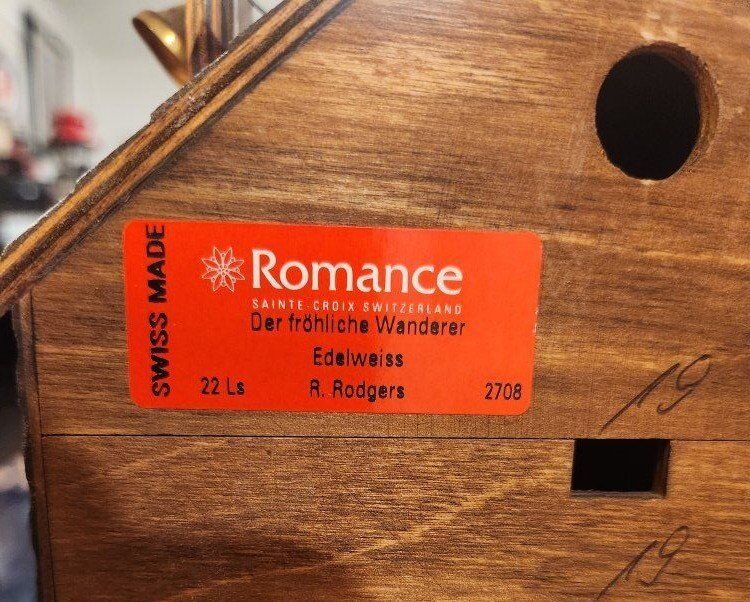 SWISS MADE
Romance
SAINTE-CROIX SWITZERLAND
Der fröhliche Wanderer
Edelweiss
22 Ls R. Rodgers 2708
19
19